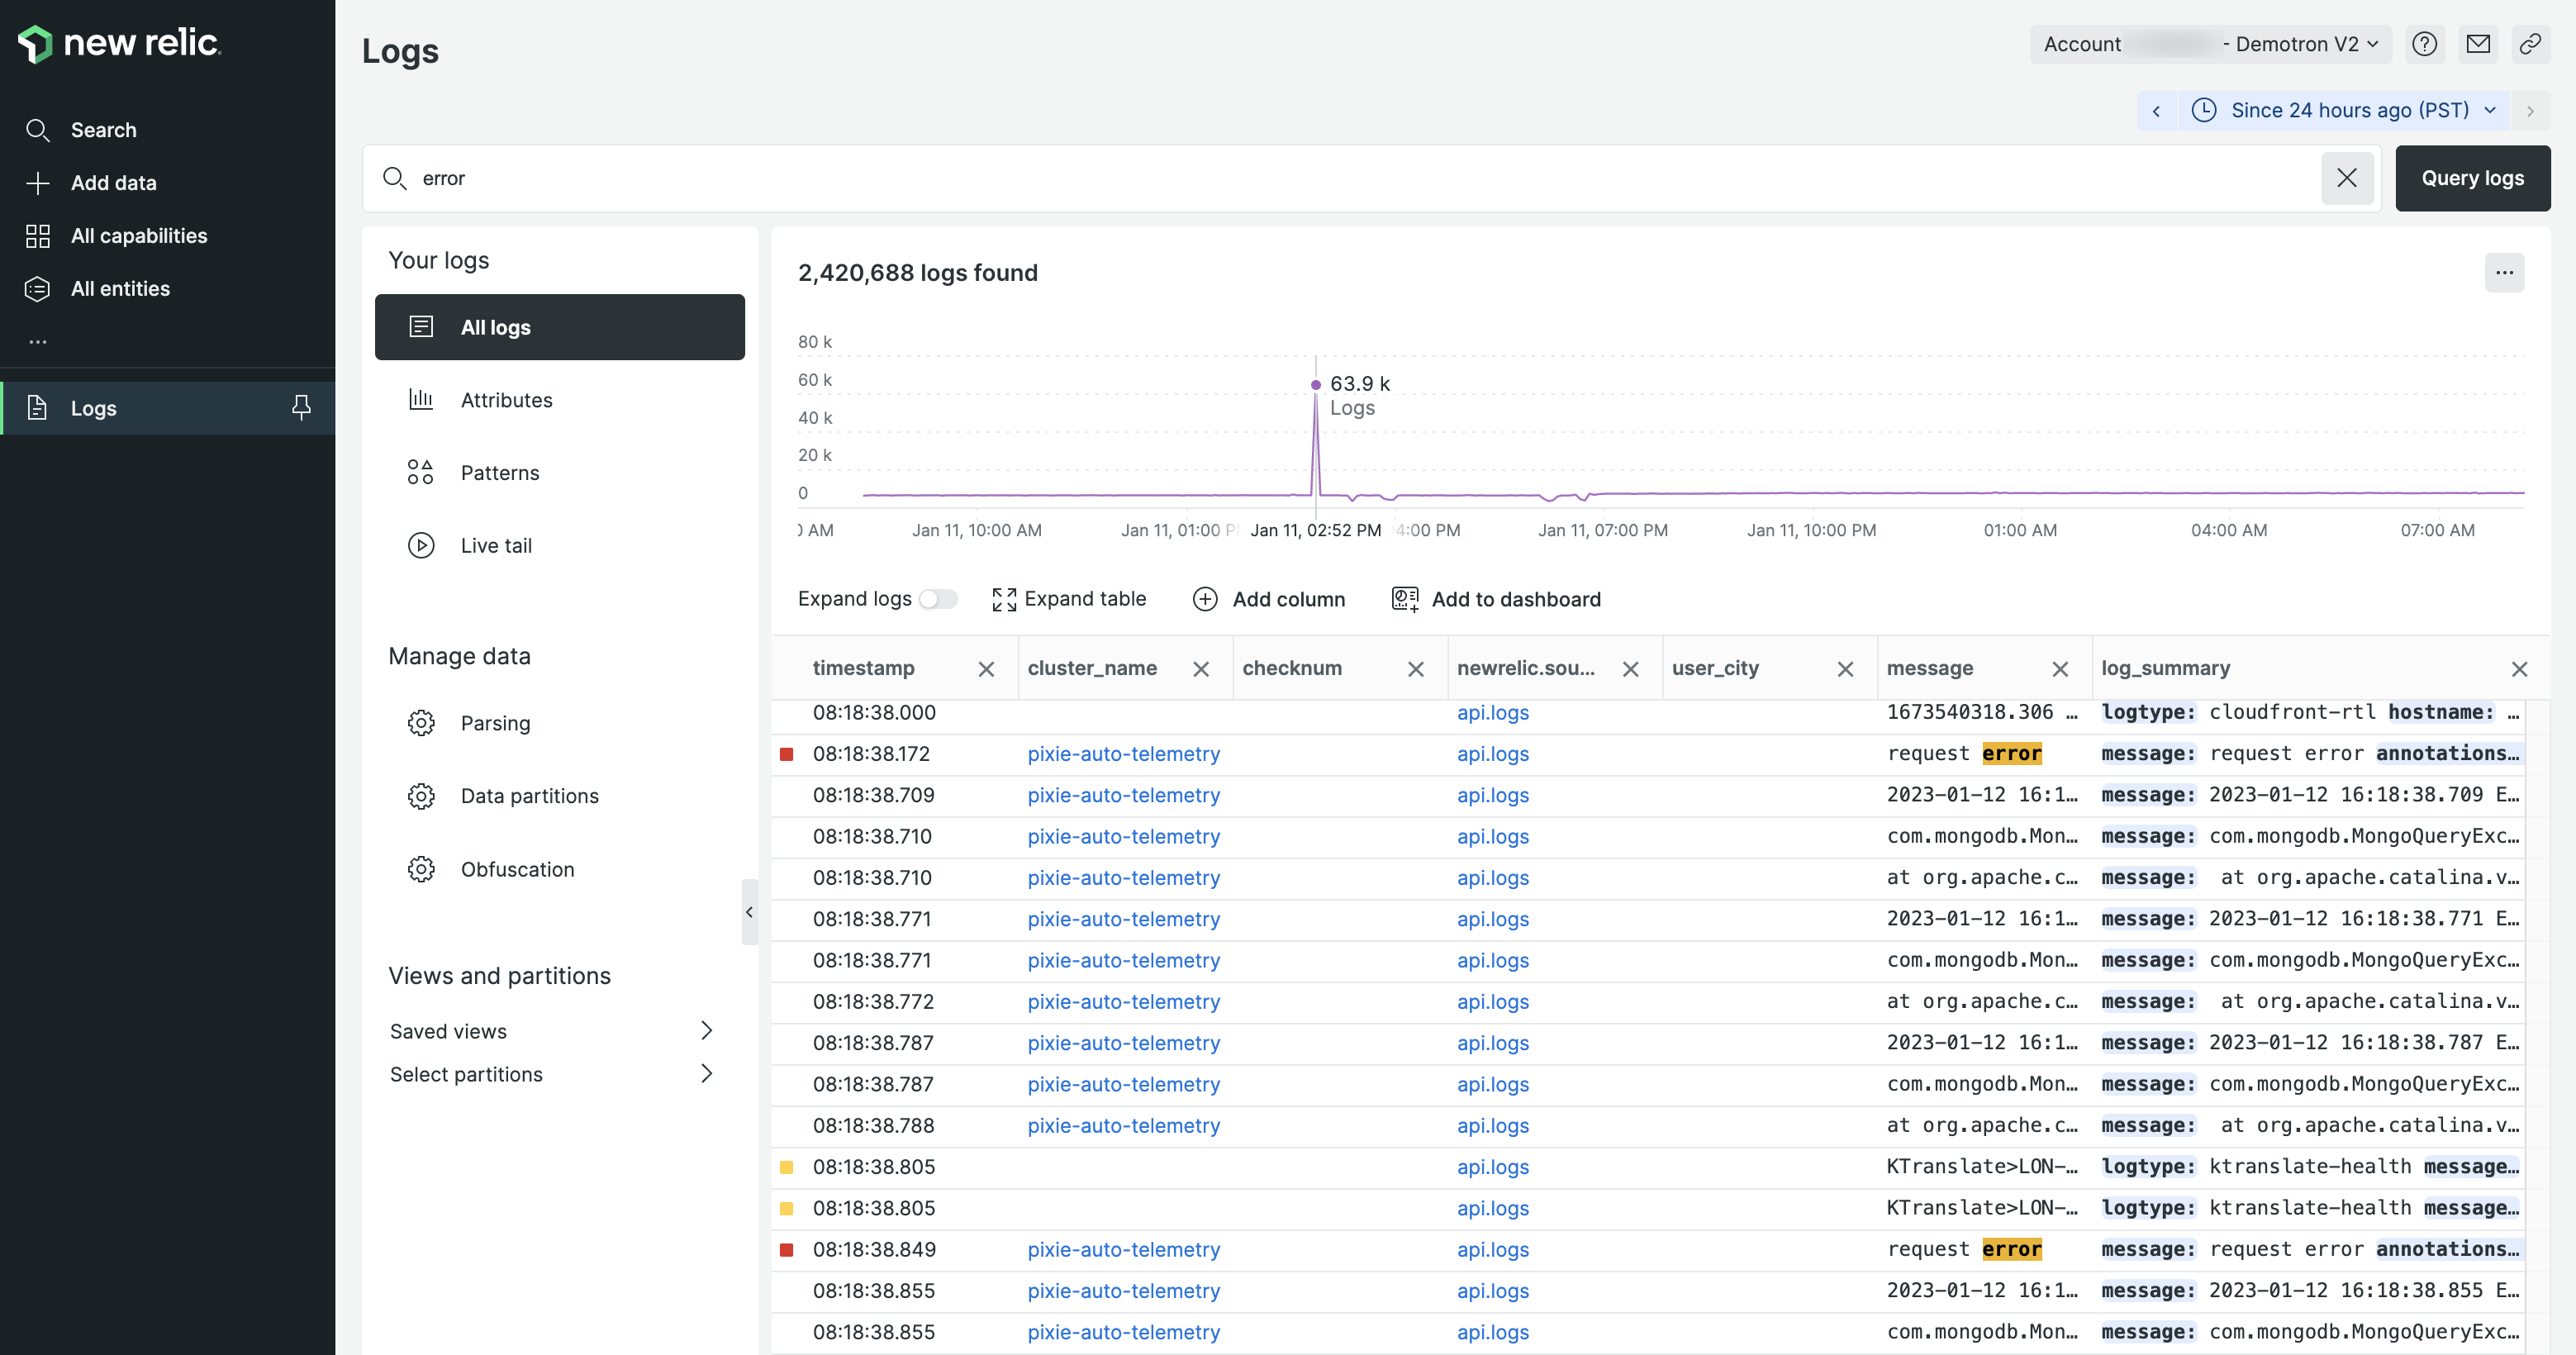 new relic.
Search
Add data
All capabilities
All entities
...
Logs
Logs
Account - Demotron V2
Since 24 hours ago (PST)
error
Query logs
Your logs
All logs
Attributes
Patterns
Live tail
Manage data
Parsing
Data partitions
Obfuscation
Views and partitions
Saved views
Select partitions
2,420,688 logs found
...
80 k
60 k
40 k
20 k
0
63.9 k
Logs
0 AM Jan 11, 10:00 AM Jan 11, 01:00 P Jan 11, 02:52 PM 4:00 PM Jan 11, 07:00 PM Jan 11, 10:00 PM 01:00 AM 04:00 AM 07:00 AM
Expand logs Expand table Add column Add to dashboard
timestamp cluster_name checknum newrelic.sou... user_city message log_summary
08:18:38.000 api.logs 1673540318.306 … logtype: cloudfront-rtl hostname: …
08:18:38.172 pixie-auto-telemetry api.logs request error message: request error annotations…
08:18:38.709 pixie-auto-telemetry api.logs 2023-01-12 16:1… message: 2023-01-12 16:18:38.709 E…
08:18:38.710 pixie-auto-telemetry api.logs com.mongodb.Mon… message: com.mongodb.MongoQueryExc…
08:18:38.710 pixie-auto-telemetry api.logs at org.apache.c… message: at org.apache.catalina.v…
08:18:38.771 pixie-auto-telemetry api.logs 2023-01-12 16:1… message: 2023-01-12 16:18:38.771 E…
08:18:38.771 pixie-auto-telemetry api.logs com.mongodb.Mon… message: com.mongodb.MongoQueryExc…
08:18:38.772 pixie-auto-telemetry api.logs at org.apache.c… message: at org.apache.catalina.v…
08:18:38.787 pixie-auto-telemetry api.logs 2023-01-12 16:1… message: 2023-01-12 16:18:38.787 E…
08:18:38.787 pixie-auto-telemetry api.logs com.mongodb.Mon… message: com.mongodb.MongoQueryExc…
08:18:38.788 pixie-auto-telemetry api.logs at org.apache.c… message: at org.apache.catalina.v…
08:18:38.805 api.logs KTranslate>LON-… logtype: ktranslate-health message…
08:18:38.805 api.logs KTranslate>LON-… logtype: ktranslate-health message…
08:18:38.849 pixie-auto-telemetry api.logs request error message: request error annotations…
08:18:38.855 pixie-auto-telemetry api.logs 2023-01-12 16:1… message: 2023-01-12 16:18:38.855 E…
08:18:38.855 pixie-auto-telemetry api.logs com.mongodb.Mon… message: com.mongodb.MongoQueryExc…